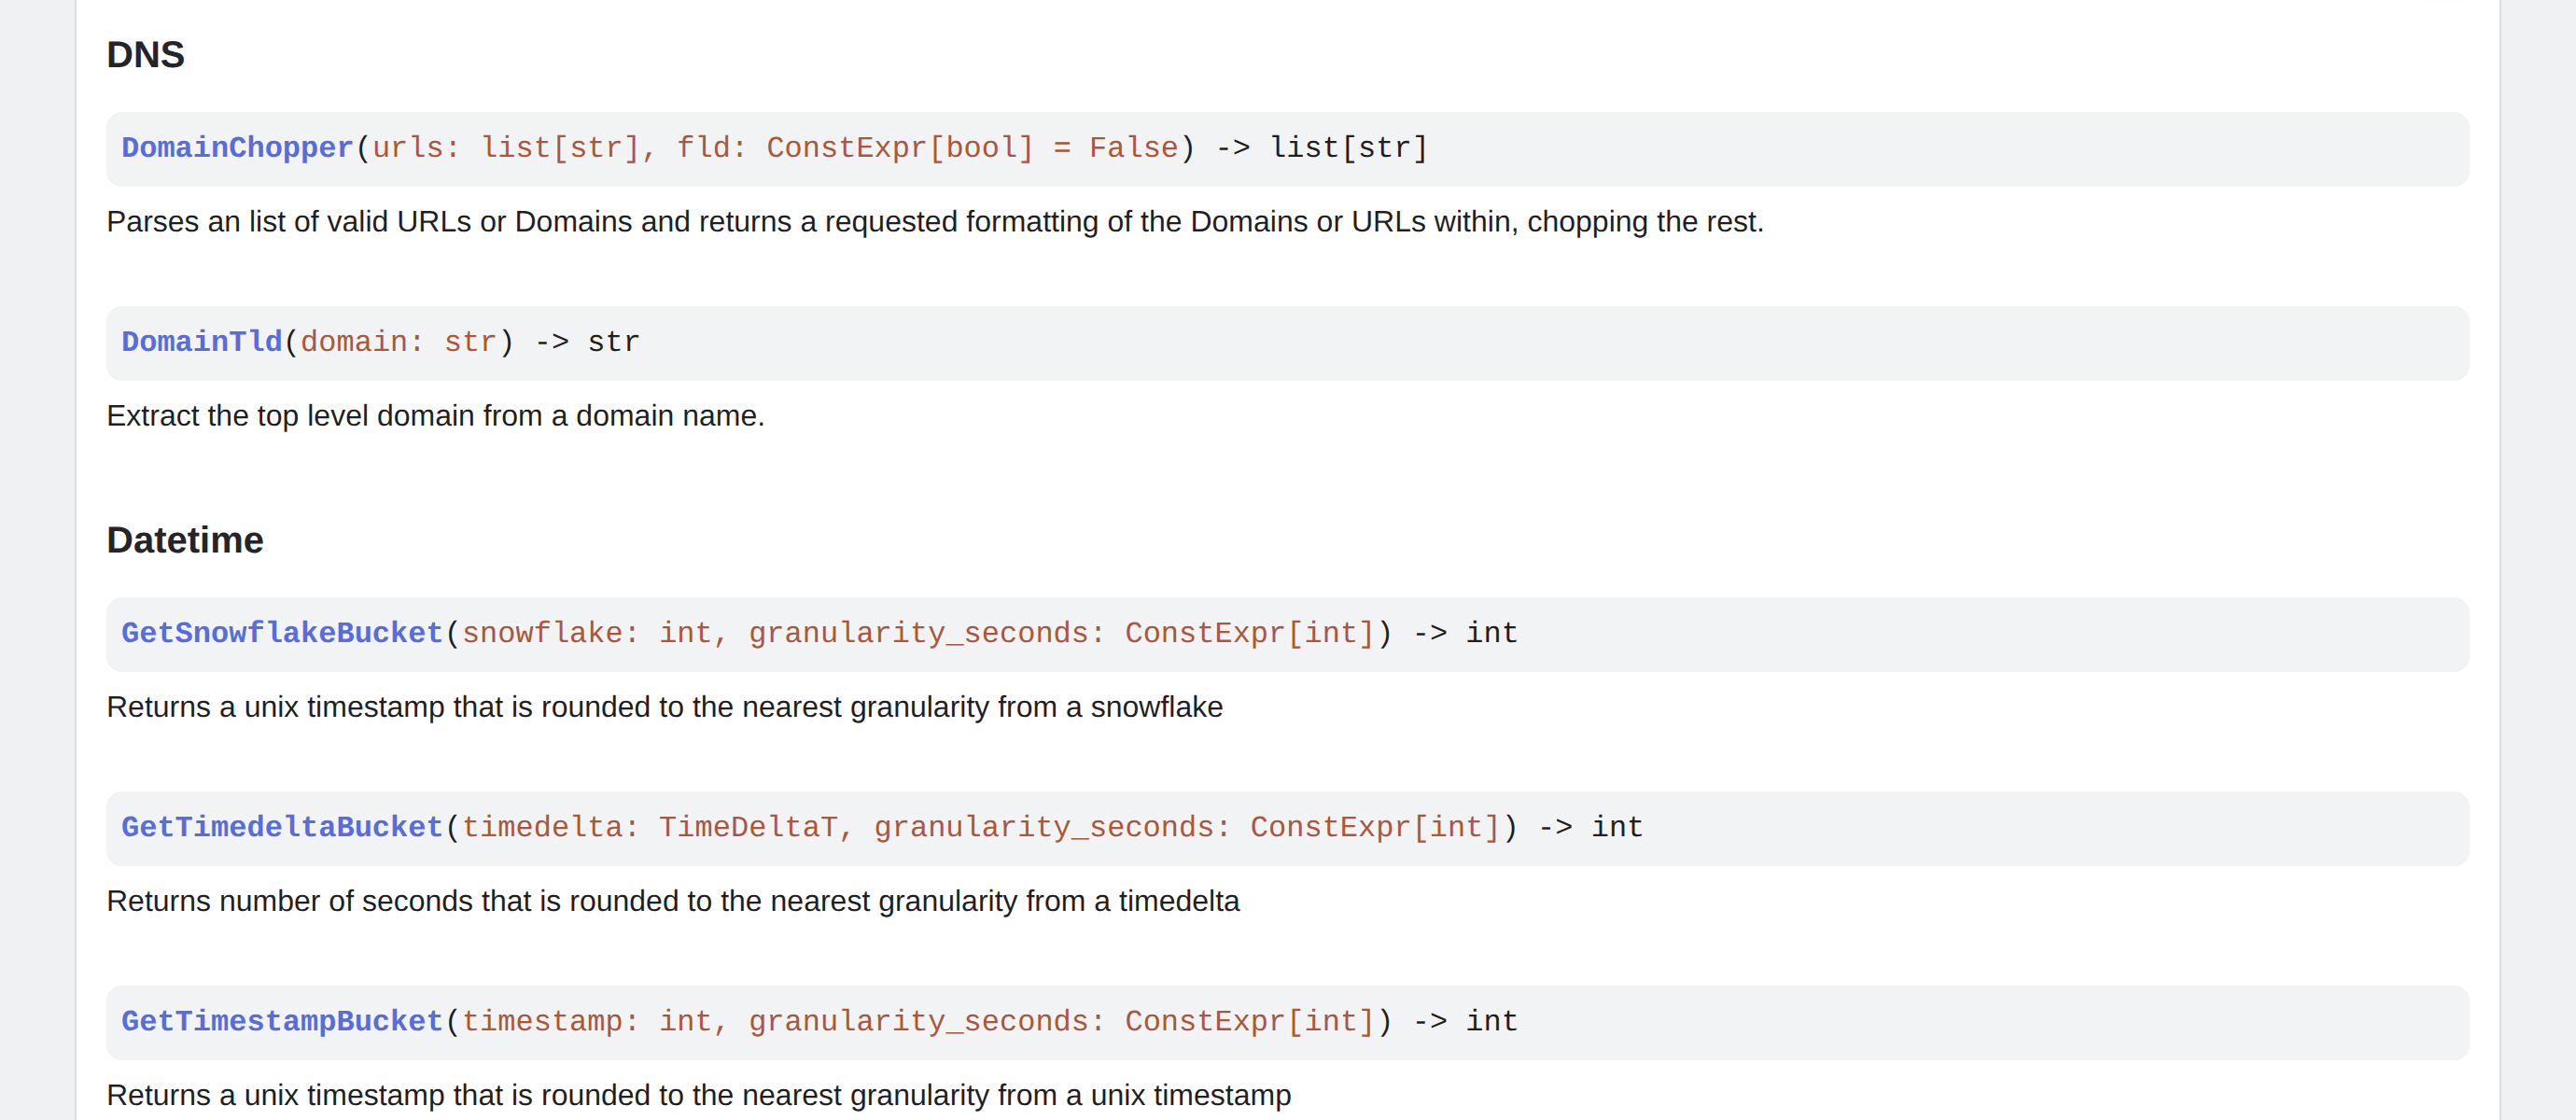 DNS
DomainChopper(urls: list[str], fld: ConstExpr[bool] = False) -> list[str]
Parses an list of valid URLs or Domains and returns a requested formatting of the Domains or URLs within, chopping the rest.
DomainTld(domain: str) -> str
Extract the top level domain from a domain name.
Datetime
GetSnowflakeBucket(snowflake: int, granularity_seconds: ConstExpr[int]) -> int
Returns a unix timestamp that is rounded to the nearest granularity from a snowflake
GetTimedeltaBucket(timedelta: TimeDeltaT, granularity_seconds: ConstExpr[int]) -> int
Returns number of seconds that is rounded to the nearest granularity from a timedelta
GetTimestampBucket(timestamp: int, granularity_seconds: ConstExpr[int]) -> int
Returns a unix timestamp that is rounded to the nearest granularity from a unix timestamp